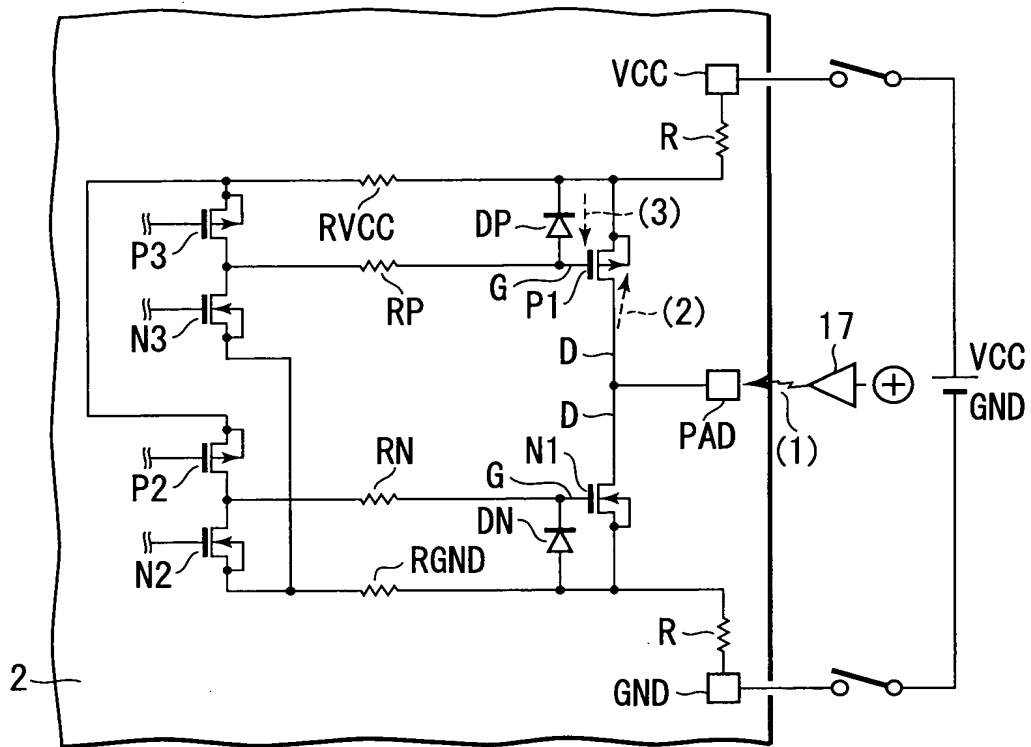 VCC
R
RVCC
DP
(3)
P3
G
P1
RP
(2)
N3
17
D
VCC
+
GND
D
PAD
(1)
RN
N1
P2
G
DN
N2
RGND
R
2
GND